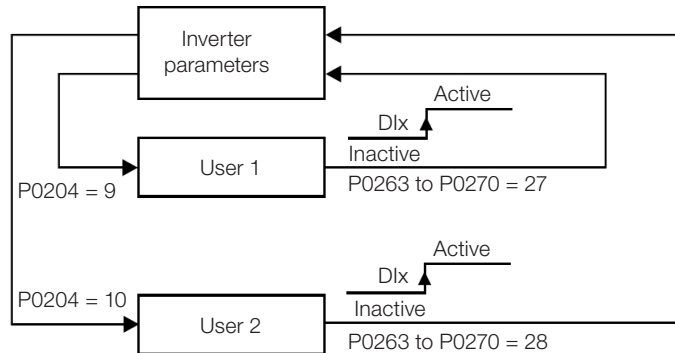 Inverter
parameters
Active
DIx
Inactive
User 1
P0204 = 9
P0263 to P0270 = 27
Active
DIx
P0204 = 10
Inactive
User 2
P0263 to P0270 = 28